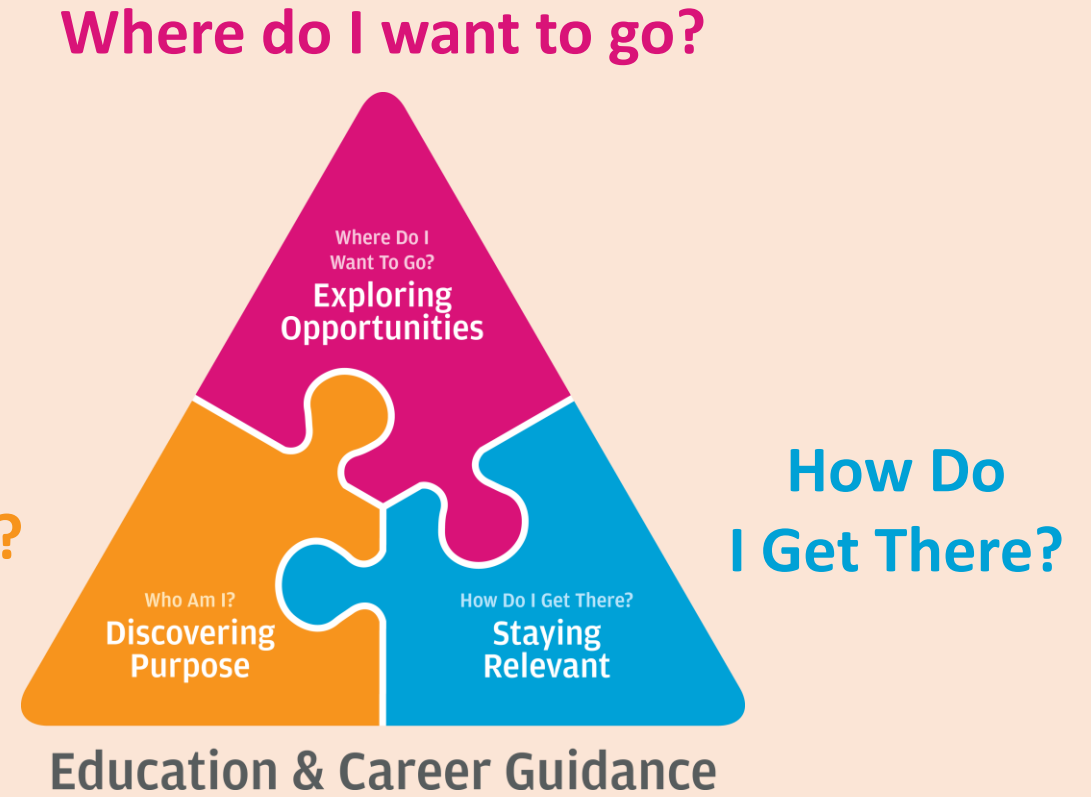 Where do I want to go?
Where Do I
Want To Go?
Exploring
Opportunities
How Do
I Get There?
?
Who Am I?
Discovering
Purpose
How Do I Get There?
Staying
Relevant
Education & Career Guidance